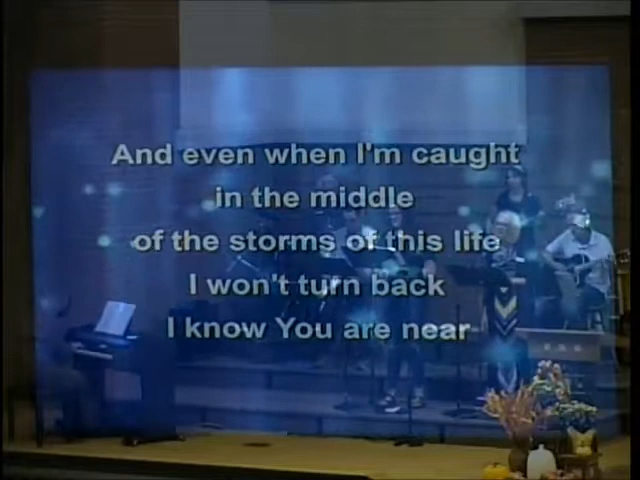 And even when I'm caught
in the middle
of the storms of this life
I won't turn back
I know You are near